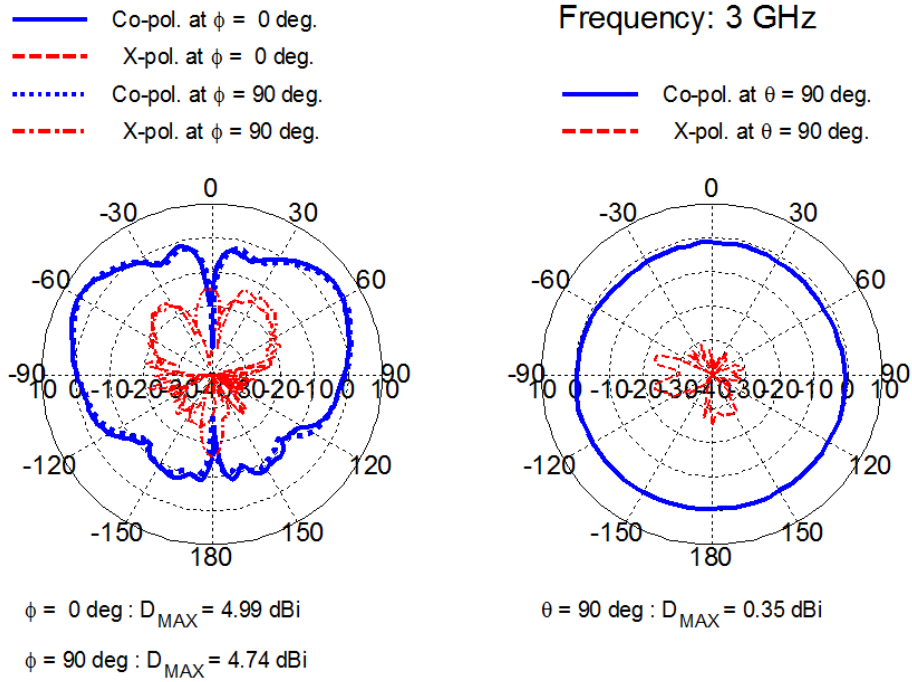 Co-pol. at ϕ = 0 deg.
X-pol. at ϕ = 0 deg.
Co-pol. at ϕ = 90 deg.
X-pol. at ϕ = 90 deg.
Frequency: 3 GHz
Co-pol. at θ = 90 deg.
X-pol. at θ = 90 deg.
0
-30 30
-60 60
-90 90
10 0 -10 -20 -30 -40 -30 -20 -10 0 10
-120 120
-150 150
180
0
-30 30
-60 60
-90 90
10 0 -10 -20 -30 -40 -30 -20 -10 0 10
-120 120
-150 150
180
ϕ = 0 deg : D_MAX = 4.99 dBi
ϕ = 90 deg : D_MAX = 4.74 dBi
θ = 90 deg : D_MAX = 0.35 dBi